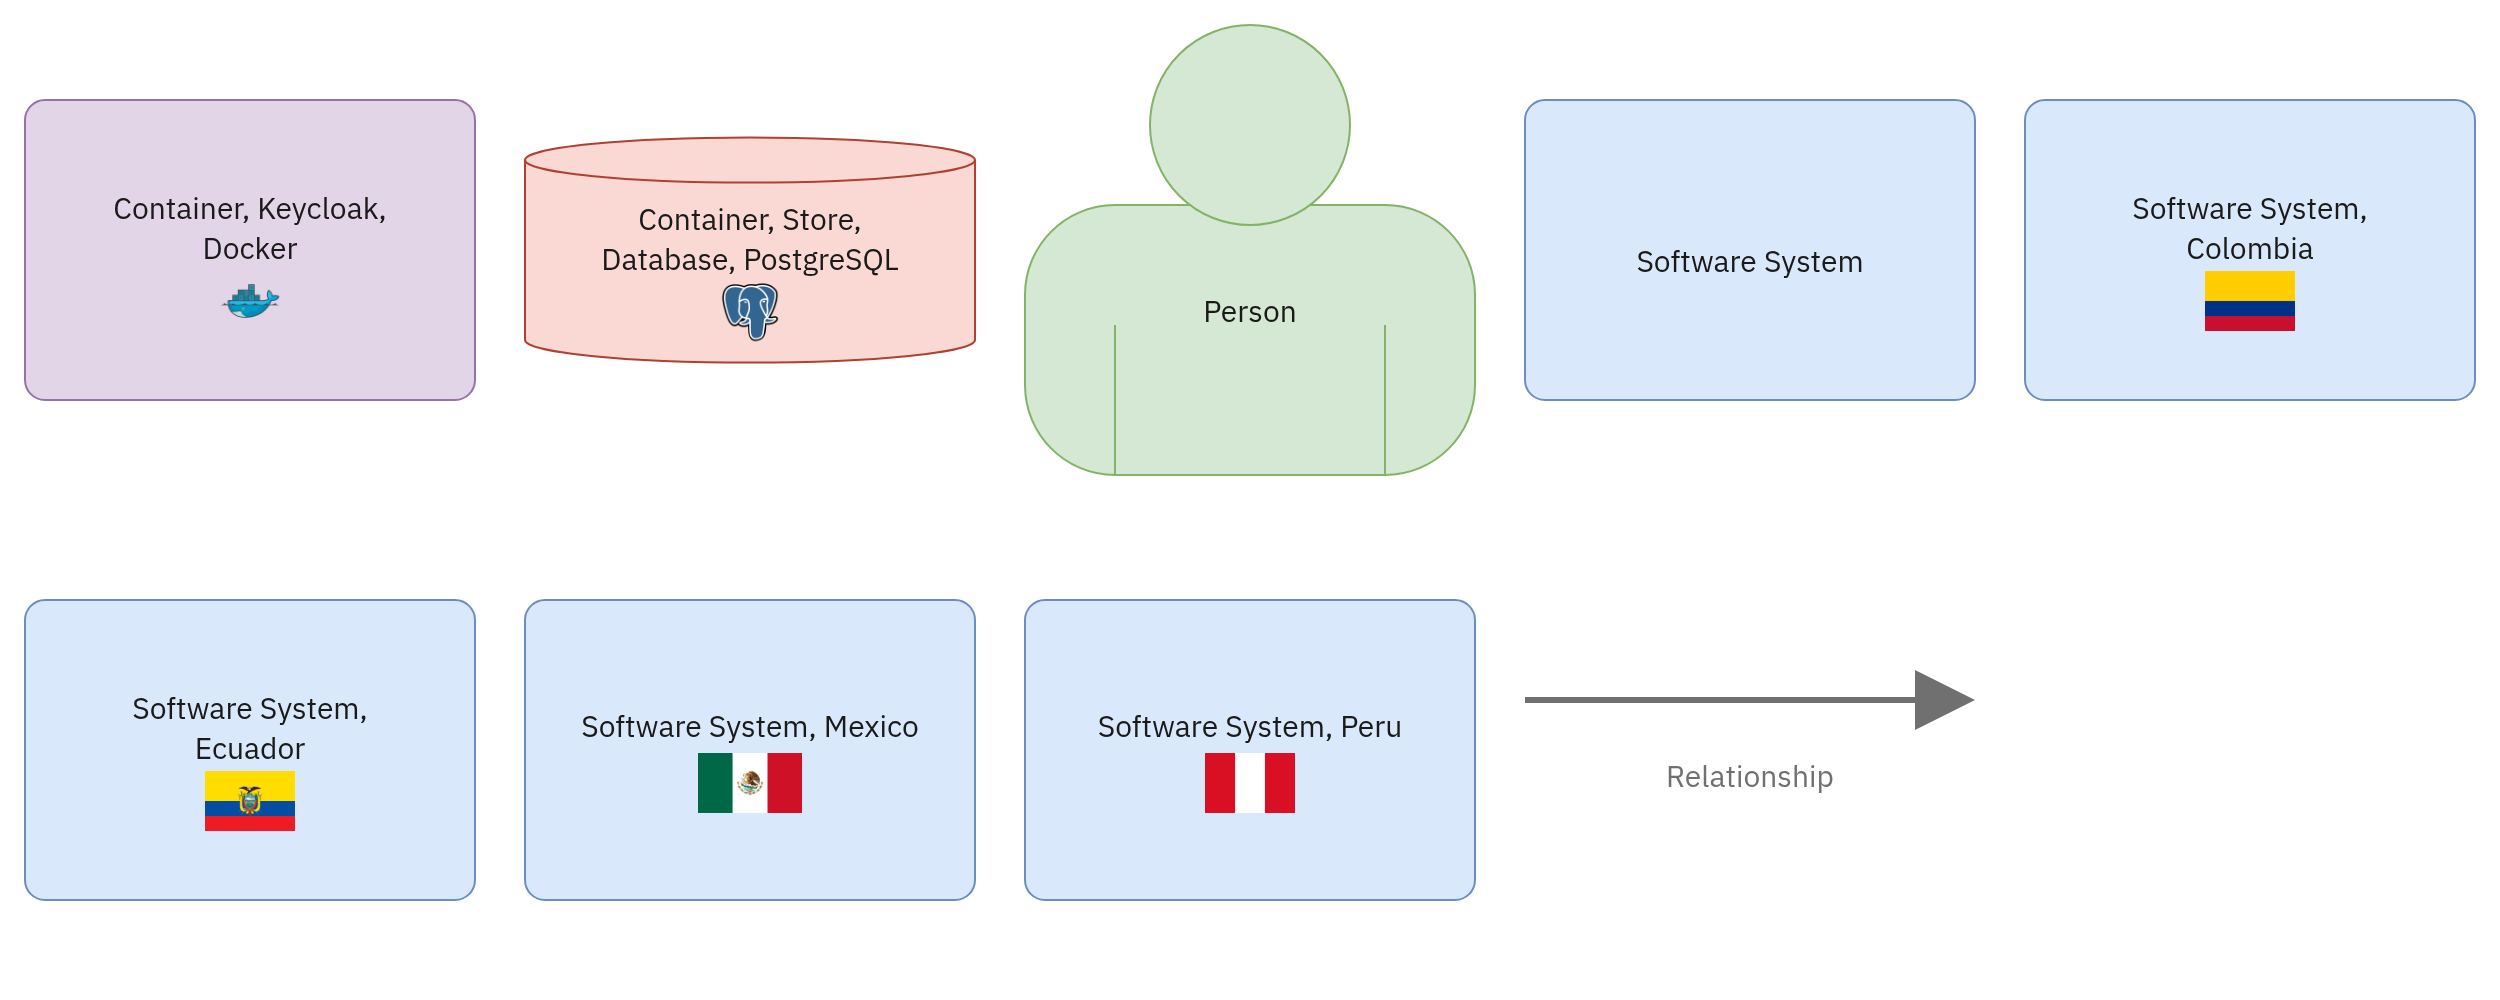 Container, Keycloak,
Docker
Container, Store,
Database, PostgreSQL
Person
Software System
Software System,
Colombia
Software System,
Ecuador
Software System, Mexico
Software System, Peru
Relationship